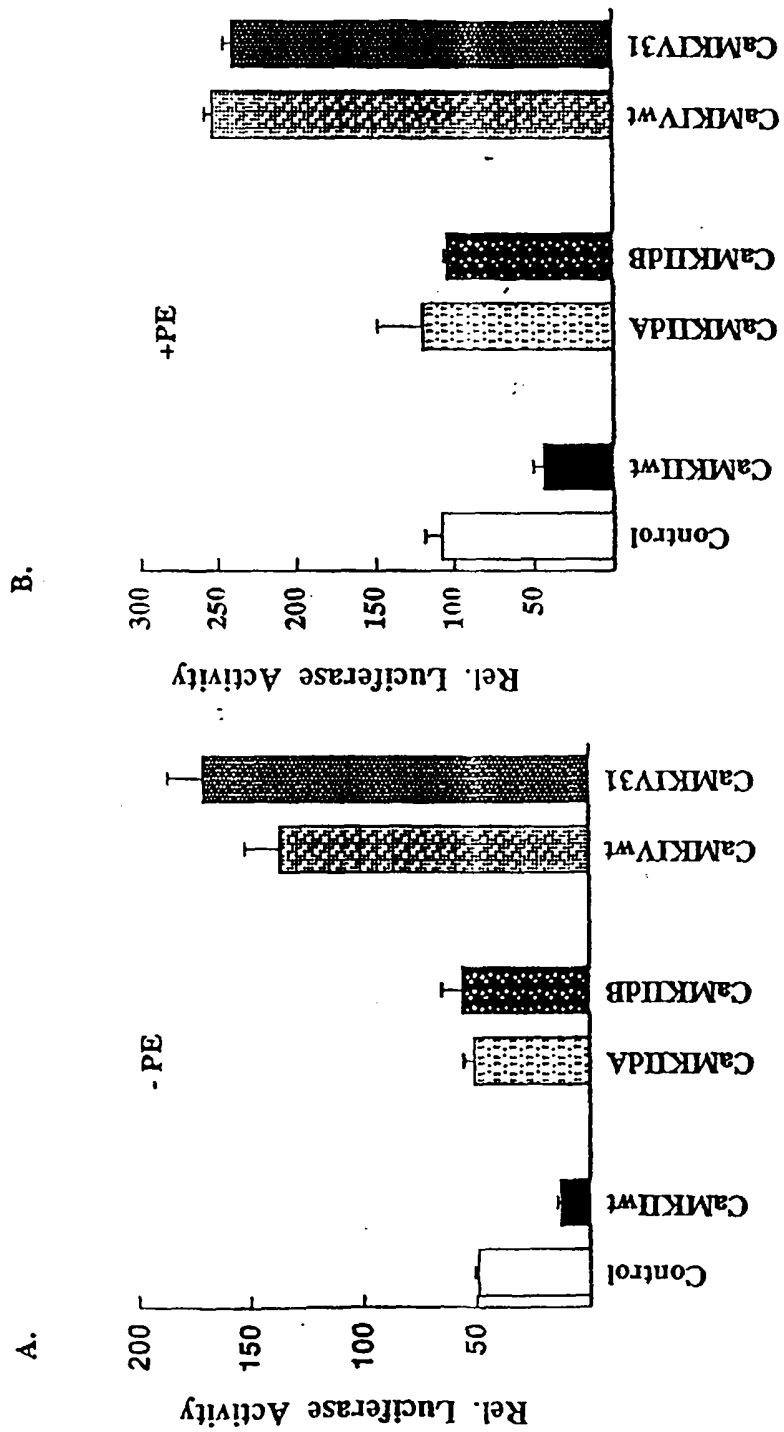 A.
- PE
Rel. Luciferase Activity
200
150
100
50
Control
CaMKIIwt
CaMKIIdA
CaMKIIdB
CaMKIVwt
CaMKIV31
B.
+PE
Rel. Luciferase Activity
300
250
200
150
100
50
Control
CaMKIIwt
CaMKIIdA
CaMKIIdB
CaMKIVwt
CaMKIV31